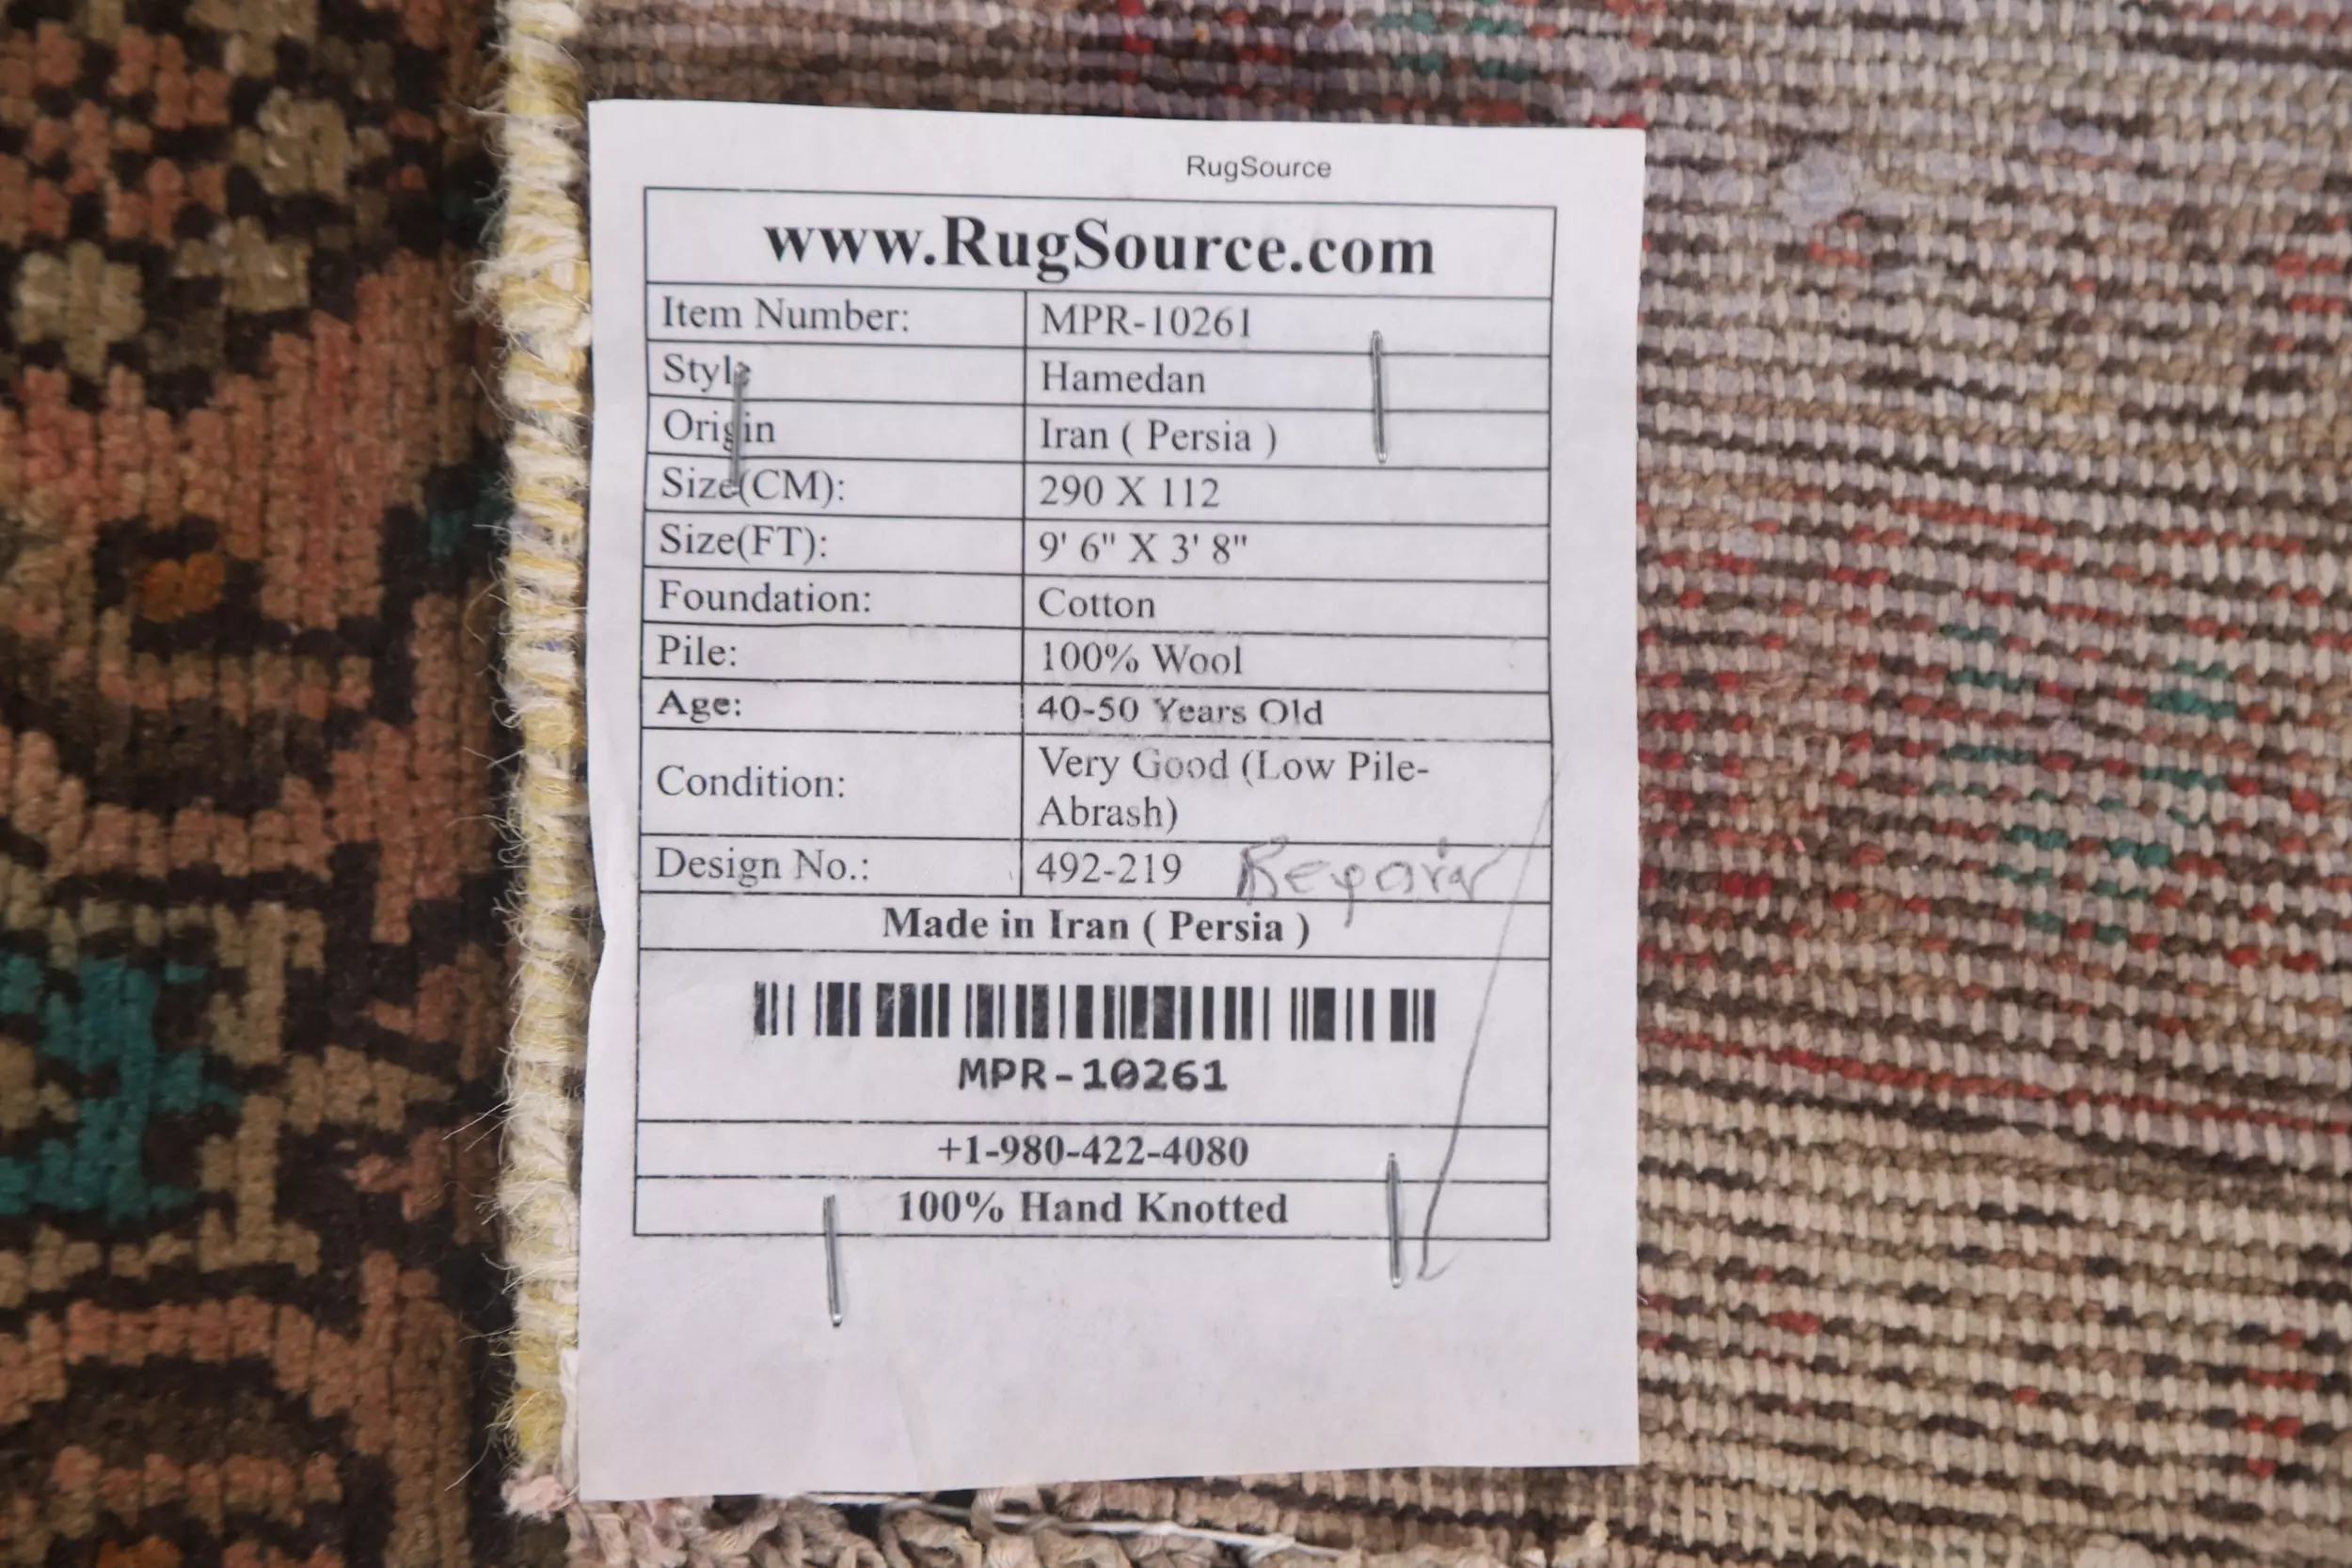 RugSource
www.RugSource.com
Item Number: MPR-10261
Style Hamedan
Origin Iran ( Persia )
Size(CM): 290 X 112
Size(FT): 9' 6" X 3' 8"
Foundation: Cotton
Pile: 100% Wool
Age: 40-50 Years Old
Condition: Very Good (Low Pile-
Abrash)
Design No.: 492-219 Repair
Made in Iran ( Persia )
MPR-10261
+1-980-422-4080
100% Hand Knotted